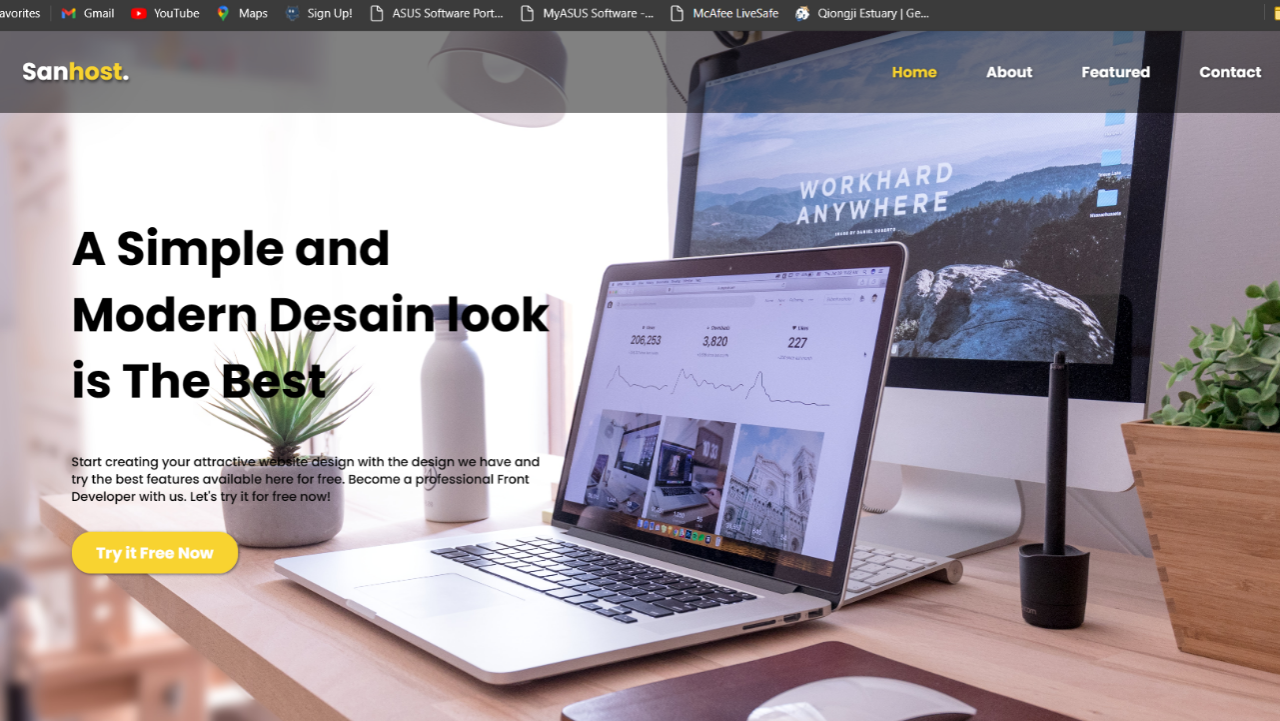 avorites Gmail YouTube Maps Sign Up! ASUS Software Port... MyASUS Software -... McAfee LiveSafe Qiongji Estuary | Ge...
Sanhost. Home About Featured Contact
WORKHARD
ANYWHERE
A Simple and
Modern Desain look
is The Best
206,253 3,820 227
Start creating your attractive website design with the design we have and
try the best features available here for free. Become a professional Front
Developer with us. Let's try it for free now!
Try it Free Now